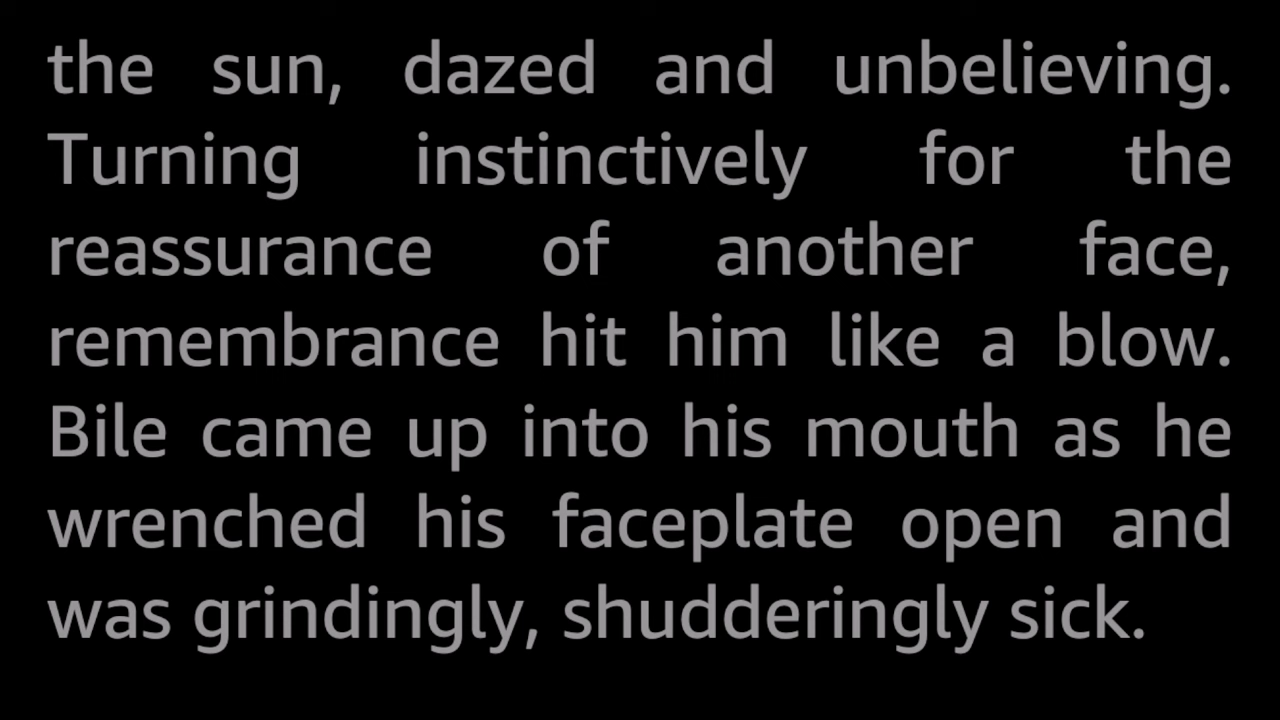 the sun, dazed and unbelieving.
Turning instinctively for the
reassurance of another face,
remembrance hit him like a blow.
Bile came up into his mouth as he
wrenched his faceplate open and
was grindingly, shudderingly sick.